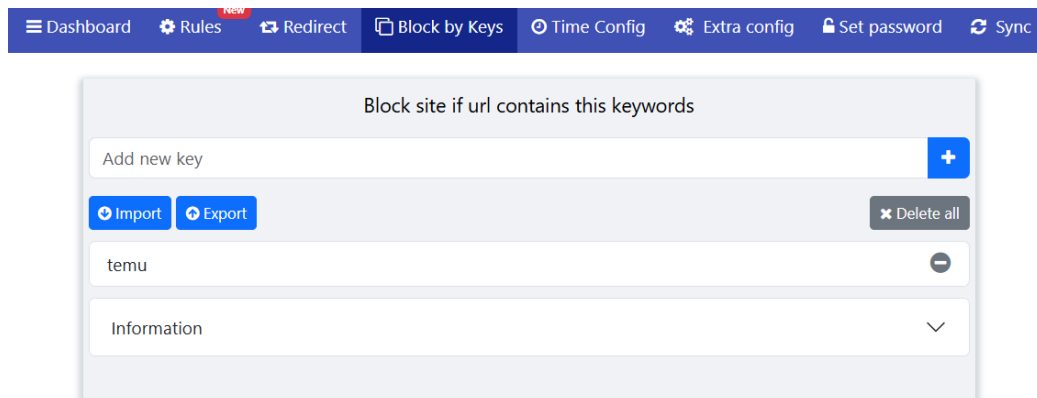 New
Dashboard Rules Redirect Block by Keys Time Config Extra config Set password Sync
Block site if url contains this keywords
Add new key
Import Export Delete all
temu
Information